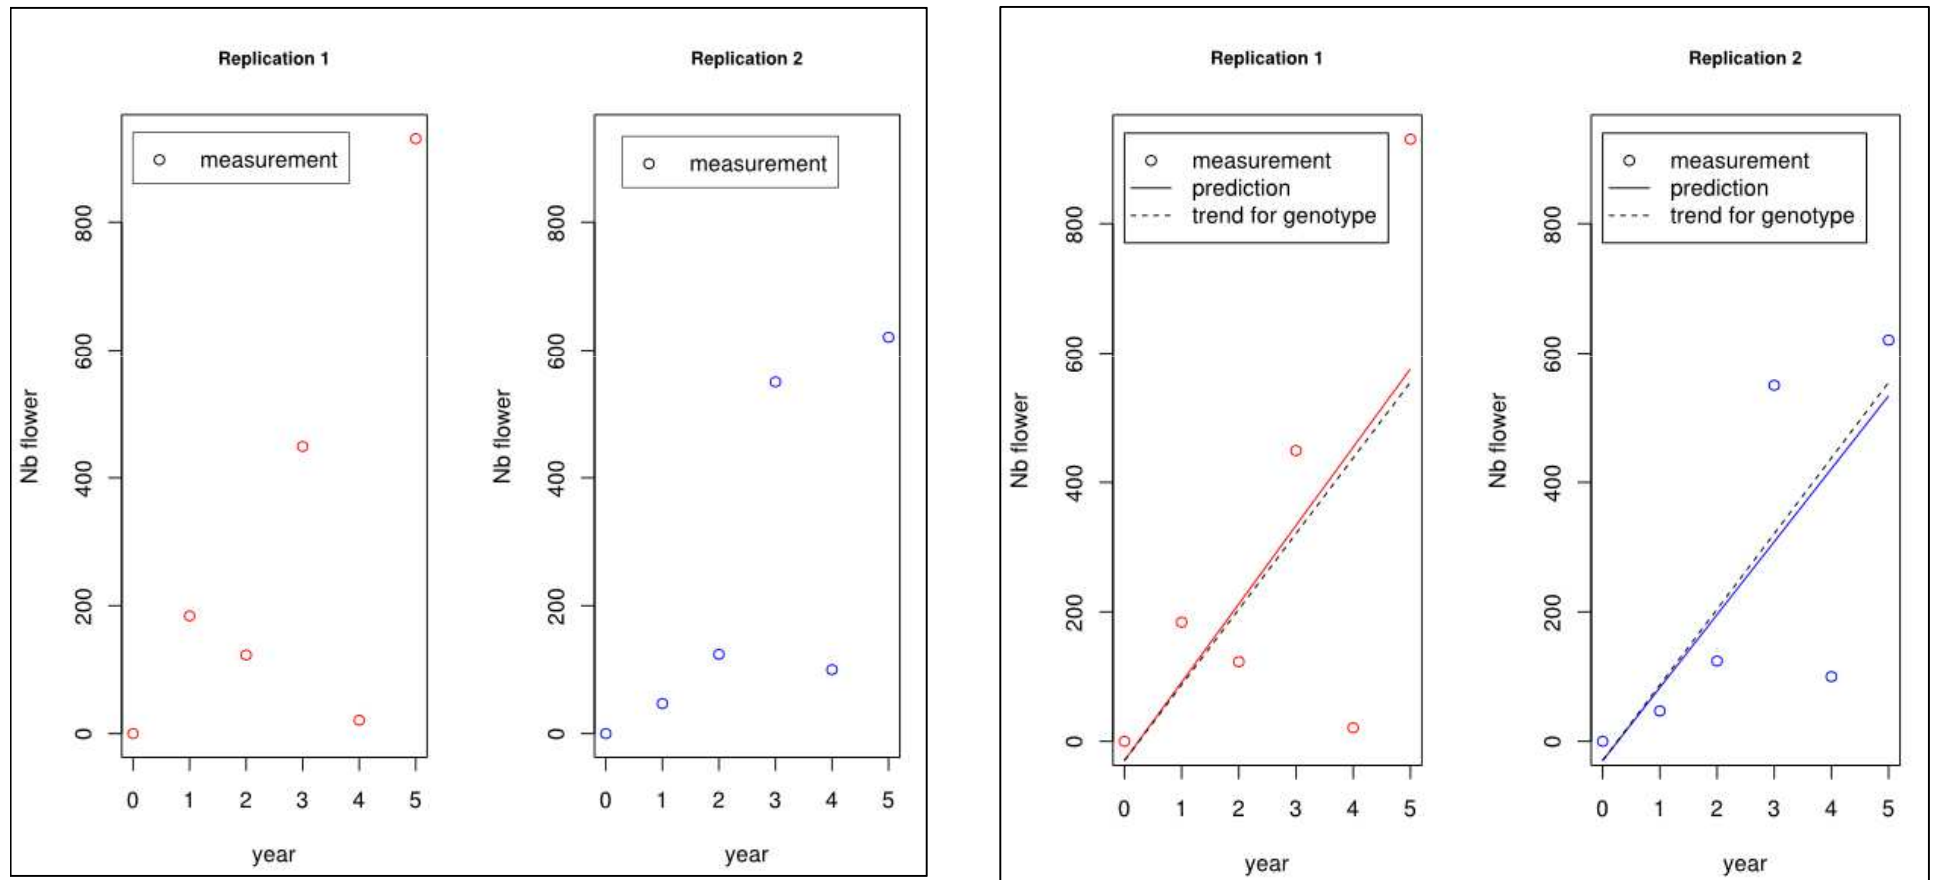 Replication 1
measurement
Nb flower
0 200 400 600 800
0 1 2 3 4 5
year
Replication 2
measurement
Nb flower
0 200 400 600 800
0 1 2 3 4 5
year
Replication 1
measurement
prediction
trend for genotype
Nb flower
0 200 400 600 800
0 1 2 3 4 5
year
Replication 2
measurement
prediction
trend for genotype
Nb flower
0 200 400 600 800
0 1 2 3 4 5
year